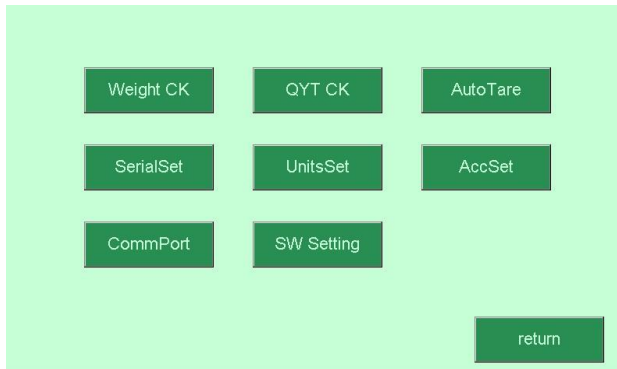 Weight CK
QYT CK
AutoTare
SerialSet
UnitsSet
AccSet
CommPort
SW Setting
return